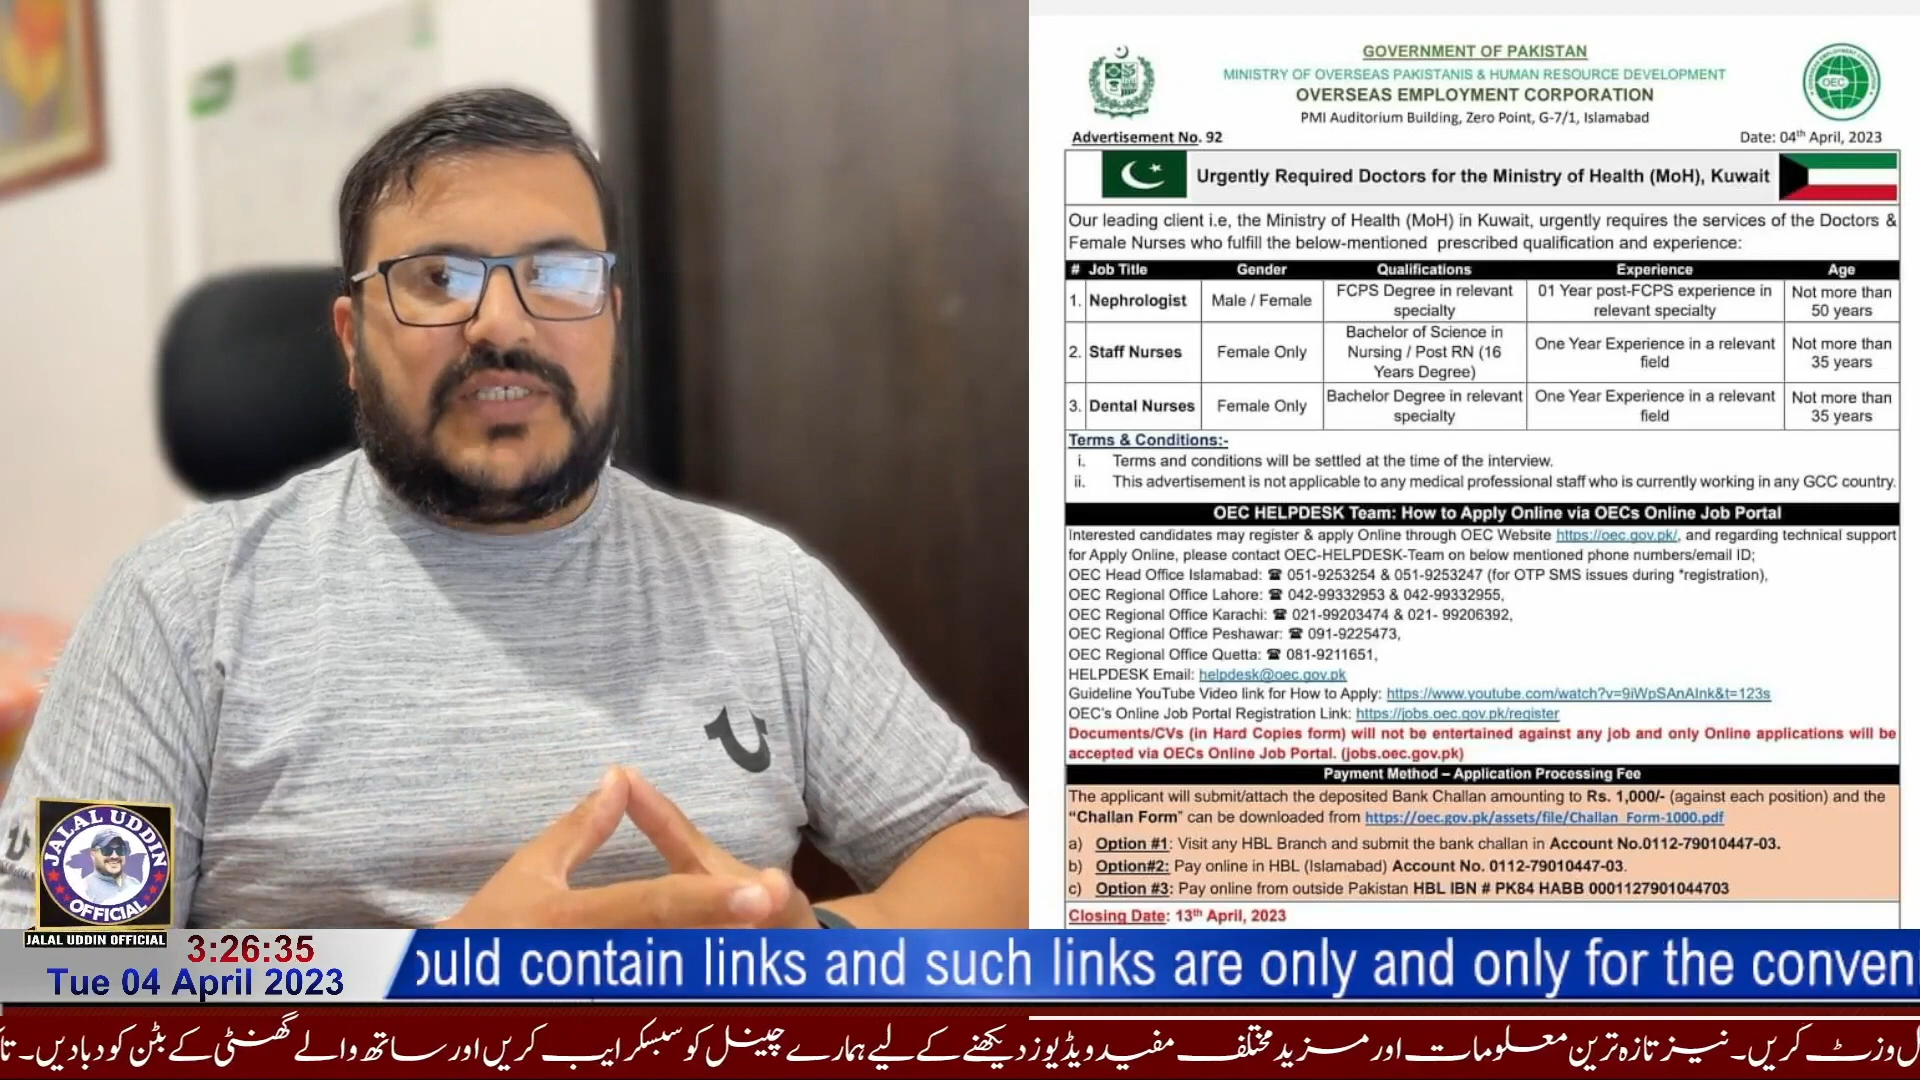 GOVERNMENT OF PAKISTAN
MINISTRY OF OVERSEAS PAKISTANIS & HUMAN RESOURCE DEVELOPMENT
OVERSEAS EMPLOYMENT CORPORATION
PMI Auditorium Building, Zero Point, G-7/1, Islamabad
OEC
Advertisement No. 92
Date: 04th April, 2023
Urgently Required Doctors for the Ministry of Health (MoH), Kuwait
Our leading client i.e, the Ministry of Health (MoH) in Kuwait, urgently requires the services of the Doctors &
Female Nurses who fulfill the below-mentioned prescribed qualification and experience:
# Job Title Gender Qualifications Experience Age
1. Nephrologist Male / Female FCPS Degree in relevant specialty 01 Year post-FCPS experience in relevant specialty Not more than 50 years
2. Staff Nurses Female Only Bachelor of Science in Nursing / Post RN (16 Years Degree) One Year Experience in a relevant field Not more than 35 years
3. Dental Nurses Female Only Bachelor Degree in relevant specialty One Year Experience in a relevant field Not more than 35 years
Terms & Conditions:-
i. Terms and conditions will be settled at the time of the interview.
ii. This advertisement is not applicable to any medical professional staff who is currently working in any GCC country.
OEC HELPDESK Team: How to Apply Online via OECs Online Job Portal
Interested candidates may register & apply Online through OEC Website https://oec.gov.pk/, and regarding technical support
for Apply Online, please contact OEC-HELPDESK-Team on below mentioned phone numbers/email ID;
OEC Head Office Islamabad: ☎ 051-9253254 & 051-9253247 (for OTP SMS issues during *registration),
OEC Regional Office Lahore: ☎ 042-99332953 & 042-99332955,
OEC Regional Office Karachi: ☎ 021-99203474 & 021- 99206392,
OEC Regional Office Peshawar: ☎ 091-9225473,
OEC Regional Office Quetta: ☎ 081-9211651,
HELPDESK Email: helpdesk@oec.gov.pk
Guideline YouTube Video link for How to Apply: https://www.youtube.com/watch?v=9iWpSAnAInk&t=123s
OEC's Online Job Portal Registration Link: https://jobs.oec.gov.pk/register
Documents/CVs (in Hard Copies form) will not be entertained against any job and only Online applications will be
accepted via OECs Online Job Portal. (jobs.oec.gov.pk)
Payment Method – Application Processing Fee
The applicant will submit/attach the deposited Bank Challan amounting to Rs. 1,000/- (against each position) and the
“Challan Form” can be downloaded from https://oec.gov.pk/assets/file/Challan_Form-1000.pdf
a) Option #1: Visit any HBL Branch and submit the bank challan in Account No.0112-79010447-03.
b) Option#2: Pay online in HBL (Islamabad) Account No. 0112-79010447-03.
c) Option #3: Pay online from outside Pakistan HBL IBN # PK84 HABB 0001127901044703
Closing Date: 13th April, 2023
JALAL UDDIN
OFFICIAL
JALAL UDDIN OFFICIAL
3:26:35
Tue 04 April 2023
ould contain links and such links are only and only for the conven
وزٹ کریں۔ نیز تازہ ترین معلومات اور مزید مختلف مفید ویڈیوز دیکھنے کے لیے ہمارے چینل کو سبسکرایب کریں اور ساتھ والے گھنٹی کے بٹن کو دبادیں۔